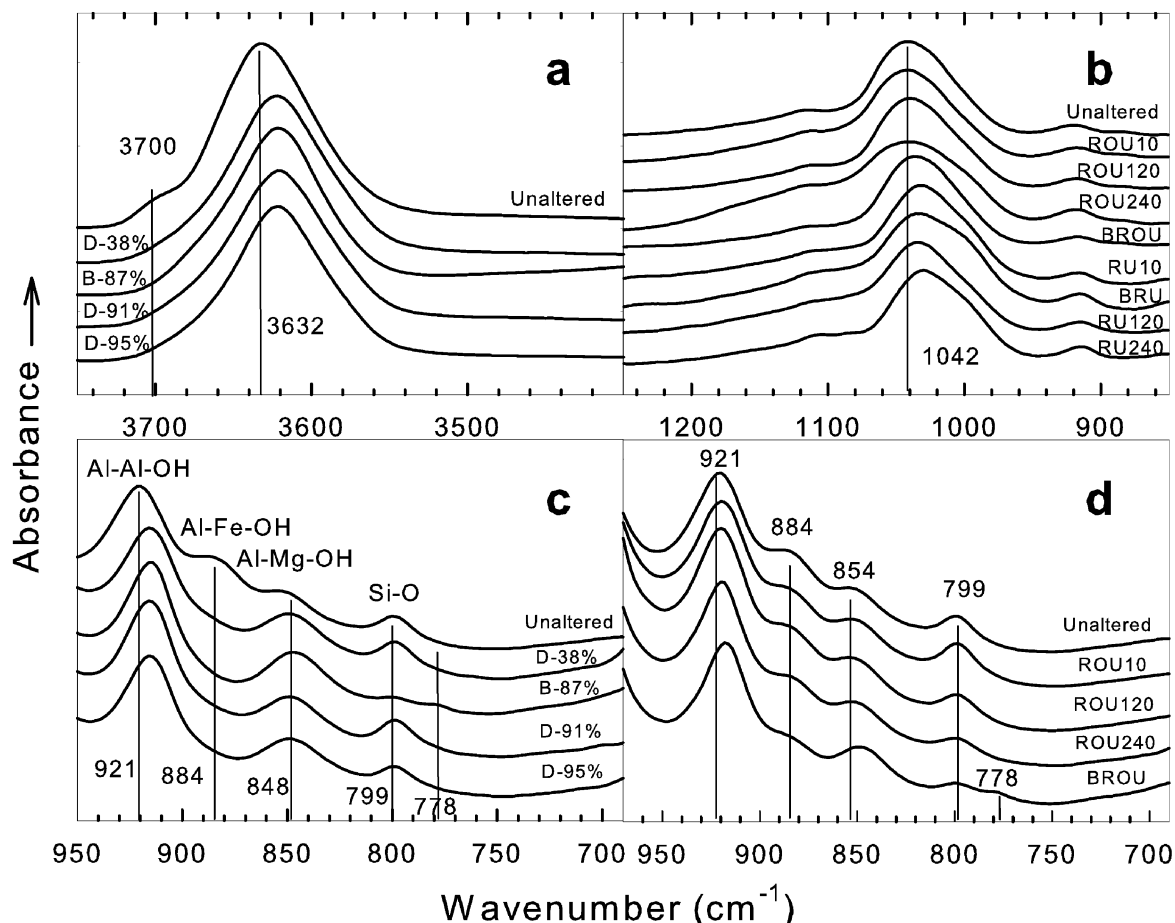 a
3700
Unaltered
D-38%
B-87%
D-91%
D-95%
3632
3700 3600 3500
b
Unaltered
ROU10
ROU120
ROU240
BROU
RU10
BRU
RU120
RU240
1042
1200 1100 1000 900
c
Al-Al-OH
Al-Fe-OH
Al-Mg-OH
Si-O
Unaltered
D-38%
B-87%
D-91%
D-95%
921 884 848 799 778
950 900 850 800 750 700
d
921
884
854
799
Unaltered
ROU10
ROU120
ROU240
BROU
778
950 900 850 800 750 700
Absorbance →
Wavenumber (cm⁻¹)